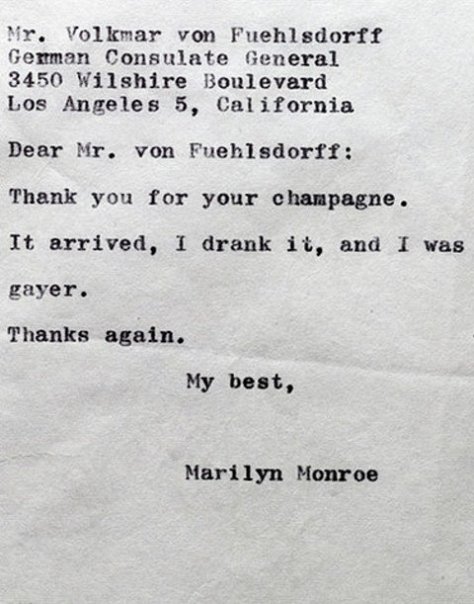 Mr. Volkmar von Fuehlsdorff
German Consulate General
3450 Wilshire Boulevard
Los Angeles 5, California
Dear Mr. von Fuehlsdorff:
Thank you for your champagne.
It arrived, I drank it, and I was
gayer.
Thanks again.
My best,
Marilyn Monroe